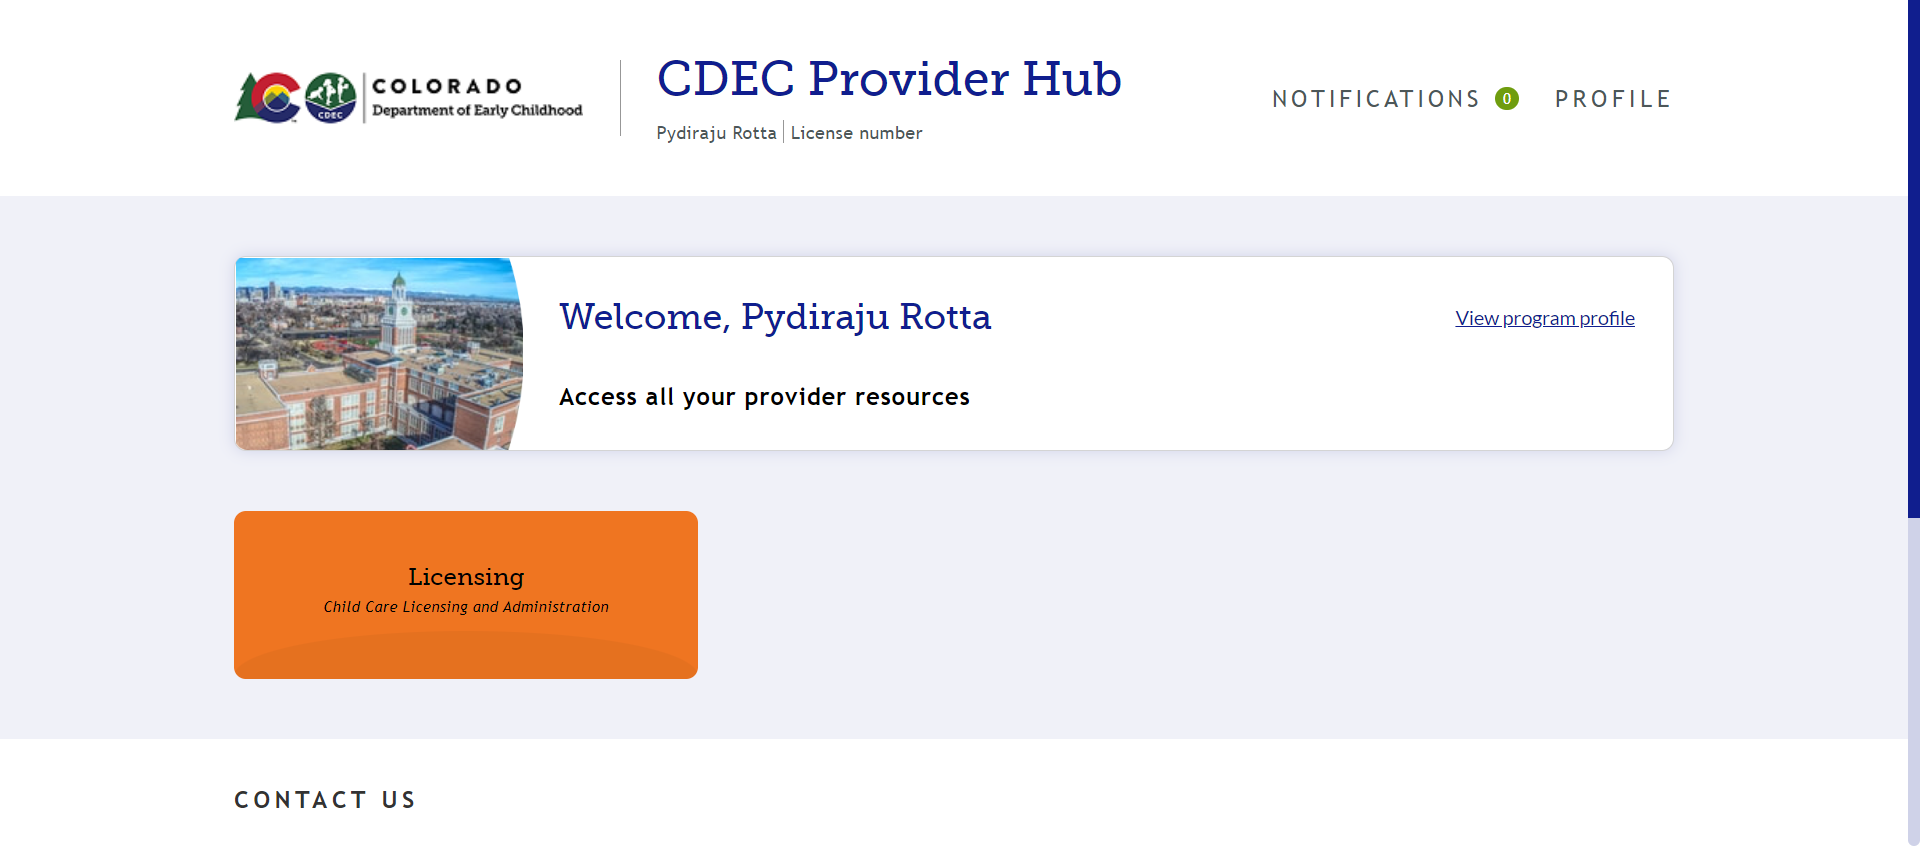 COLORADO
Department of Early Childhood
CDEC
CDEC Provider Hub
Pydiraju Rotta | License number
NOTIFICATIONS 0 PROFILE
Welcome, Pydiraju Rotta
View program profile
Access all your provider resources
Licensing
Child Care Licensing and Administration
CONTACT US